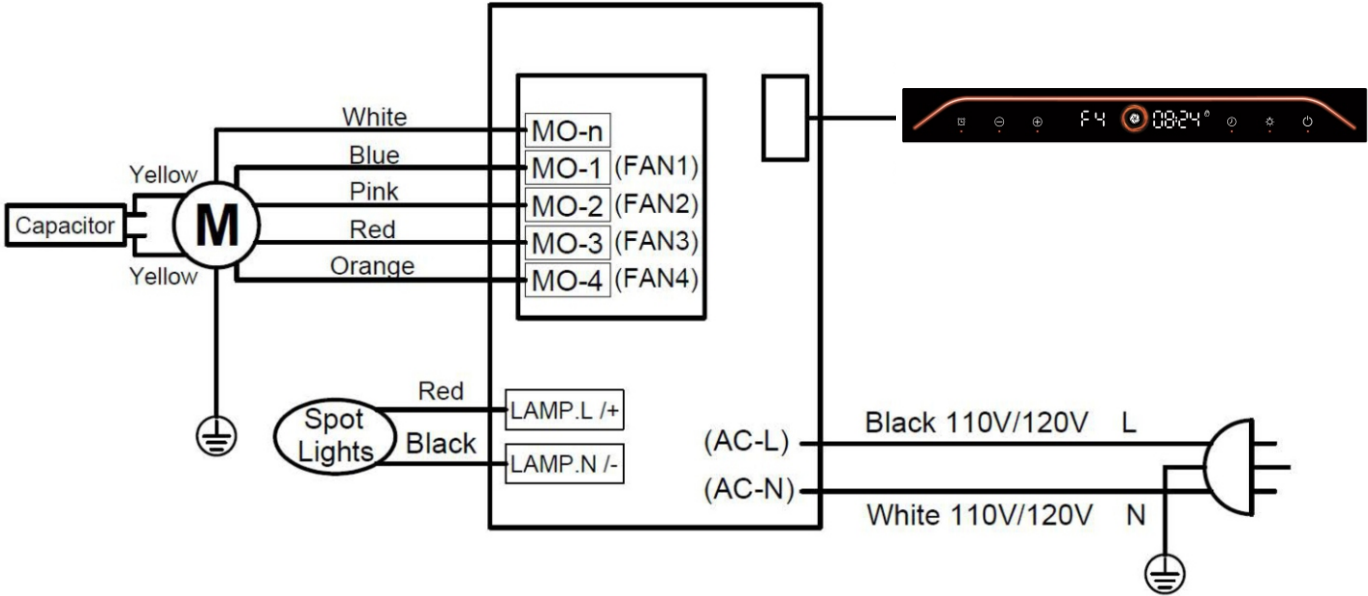 White
MO-n
Blue
MO-1 (FAN1)
Yellow
Pink
MO-2 (FAN2)
Capacitor
M
Red
MO-3 (FAN3)
Yellow
Orange
MO-4 (FAN4)
F4 08:24
Red
LAMP.L /+
Spot
Lights
Black
LAMP.N /-
(AC-L)
Black 110V/120V L
(AC-N)
White 110V/120V N